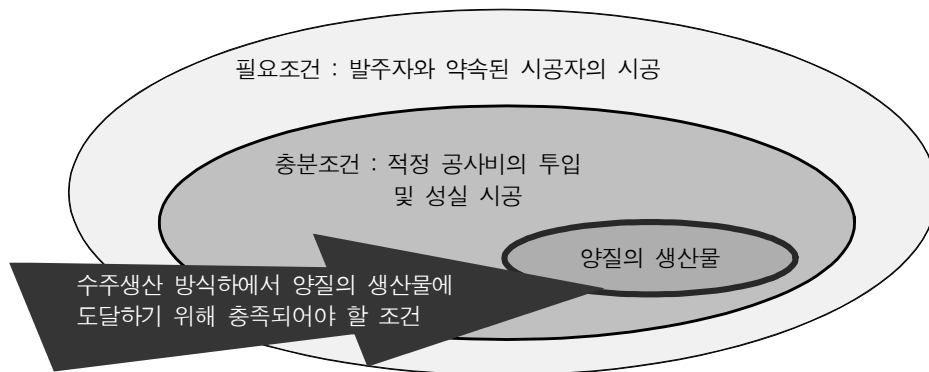 필요조건 : 발주자와 약속된 시공자의 시공
충분조건 : 적정 공사비의 투입
및 성실 시공
양질의 생산물
수주생산 방식하에서 양질의 생산물에
도달하기 위해 충족되어야 할 조건